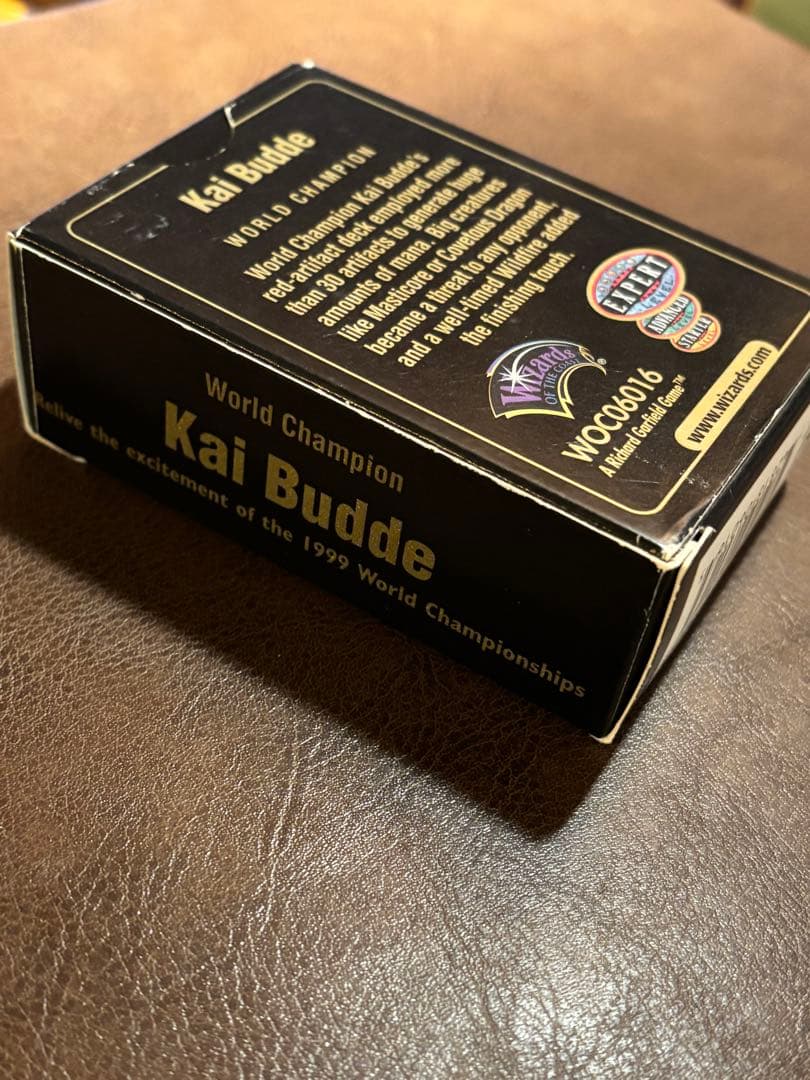 Kai Budde
WORLD CHAMPION
World Champion Kai Budde's
red-artifact deck employed more
than 30 artifacts to generate huge
amounts of mana. Big creatures
like Masticore or Covetous Dragon
became a threat to any opponent,
and a well-timed Wildfire added
the finishing touch.
EXPERT
LEVEL
ADVANCED
STARTER
Wizards
OF THE COAST
®
WOC06016
A Richard Garfield Game™
www.wizards.com
World Champion
Kai Budde
Relive the excitement of the 1999 World Championships